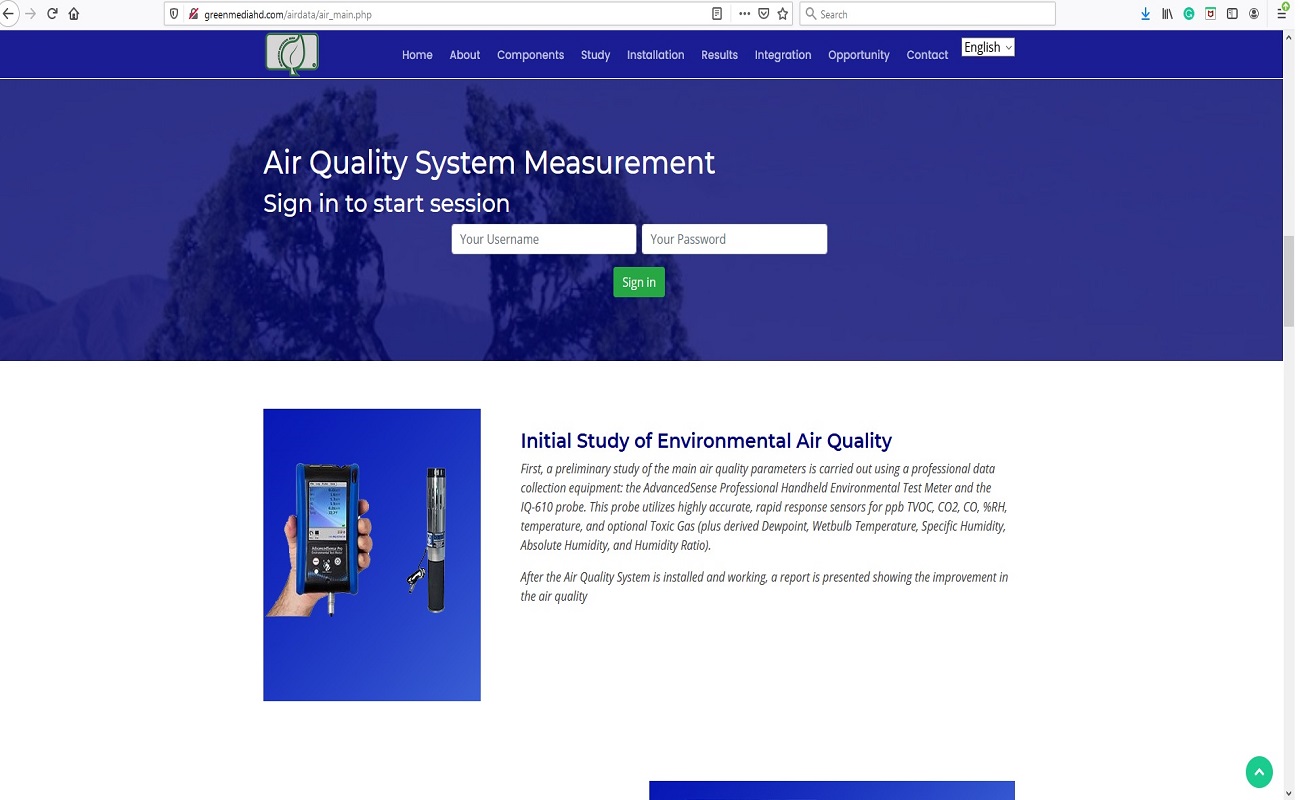 greenmediahd.com/airdata/air_main.php
Search
Home About Components Study Installation Results Integration Opportunity Contact English
Air Quality System Measurement
Sign in to start session
Your Username Your Password
Sign in
Initial Study of Environmental Air Quality
First, a preliminary study of the main air quality parameters is carried out using a professional data
collection equipment: the AdvancedSense Professional Handheld Environmental Test Meter and the
IQ-610 probe. This probe utilizes highly accurate, rapid response sensors for ppb TVOC, CO2, CO, %RH,
temperature, and optional Toxic Gas (plus derived Dewpoint, Wetbulb Temperature, Specific Humidity,
Absolute Humidity, and Humidity Ratio).
After the Air Quality System is installed and working, a report is presented showing the improvement in
the air quality
AdvancedSense Pro
Environmental Test Meter